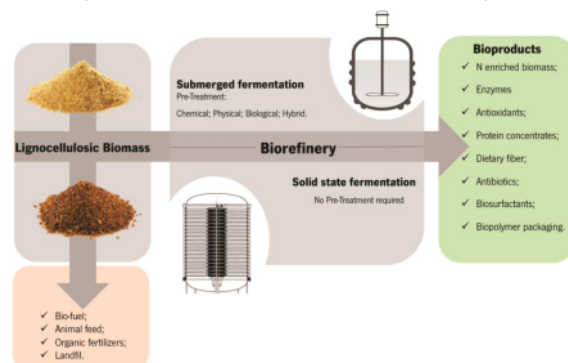 Lignocellulosic Biomass
✓ Bio-fuel;
✓ Animal feed;
✓ Organic fertilizers;
✓ Landfil.
Submerged fermentation
Pre-Treatment:
Chemical; Physical; Biological; Hybrid.
Biorefinery
Solid state fermentation
No Pre-Treatment required
Bioproducts
✓ N enriched biomass;
✓ Enzymes
✓ Antioxidants;
✓ Protein concentrates;
✓ Dietary fiber;
✓ Antibiotics;
✓ Biosurfactants;
✓ Biopolymer packaging.